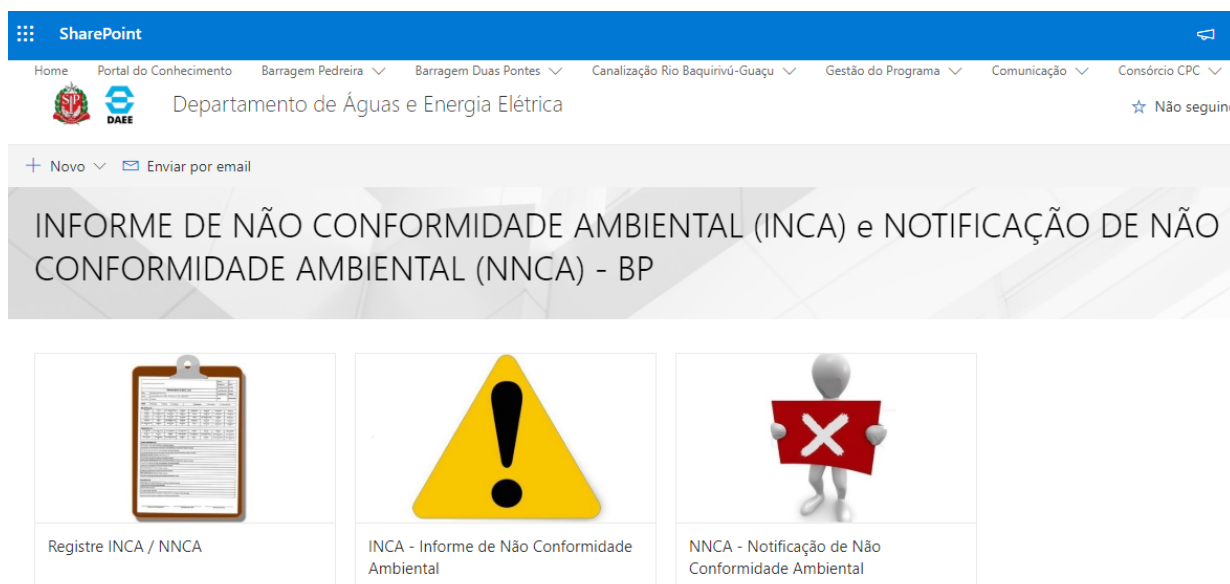 SharePoint
Home Portal do Conhecimento Barragem Pedreira Barragem Duas Pontes Canalização Rio Baquirivú-Guaçu Gestão do Programa Comunicação Consórcio CPC
DAEE
Departamento de Águas e Energia Elétrica
Não seguin
Novo Enviar por email
INFORME DE NÃO CONFORMIDADE AMBIENTAL (INCA) e NOTIFICAÇÃO DE NÃO
CONFORMIDADE AMBIENTAL (NNCA) - BP
Registre INCA / NNCA
INCA - Informe de Não Conformidade
Ambiental
NNCA - Notificação de Não
Conformidade Ambiental